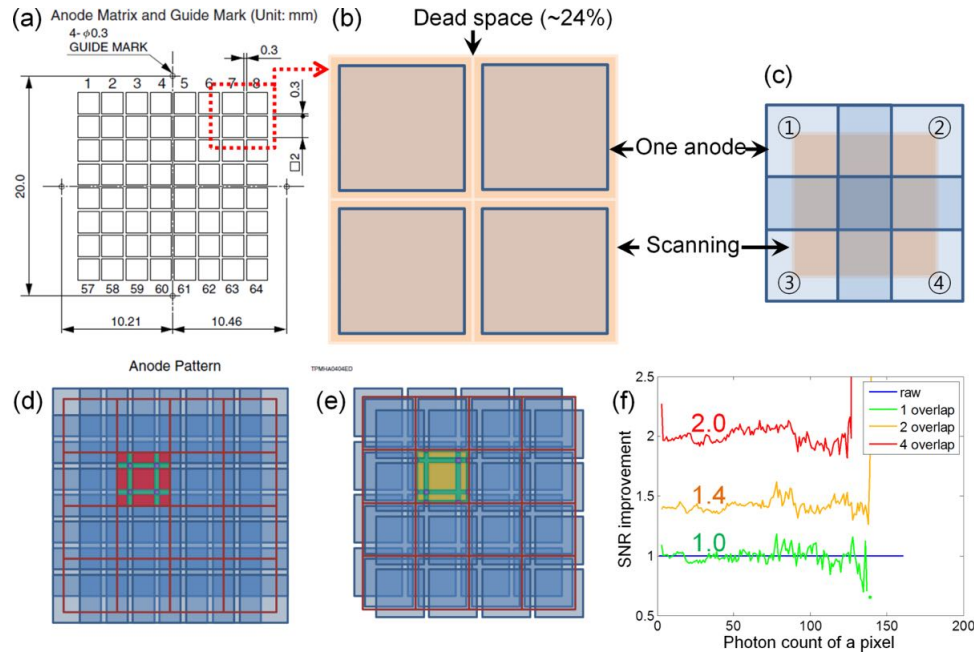 (a)
Anode Matrix and Guide Mark (Unit: mm)
4- φ0.3
GUIDE MARK
0.3
1 2 3 4 5 6 7 8
0.3
□2
20.0
57 58 59 60 61 62 63 64
10.21
10.46
(b)
Dead space (~24%)
One anode
Scanning
(c)
① ②
③ ④
Anode Pattern
TPMHA0404ED
(d)
(e)
(f)
2.5
2
1.5
1
0.5
SNR improvement
2.0
1.4
1.0
raw
1 overlap
2 overlap
4 overlap
0 50 100 150 200
Photon count of a pixel